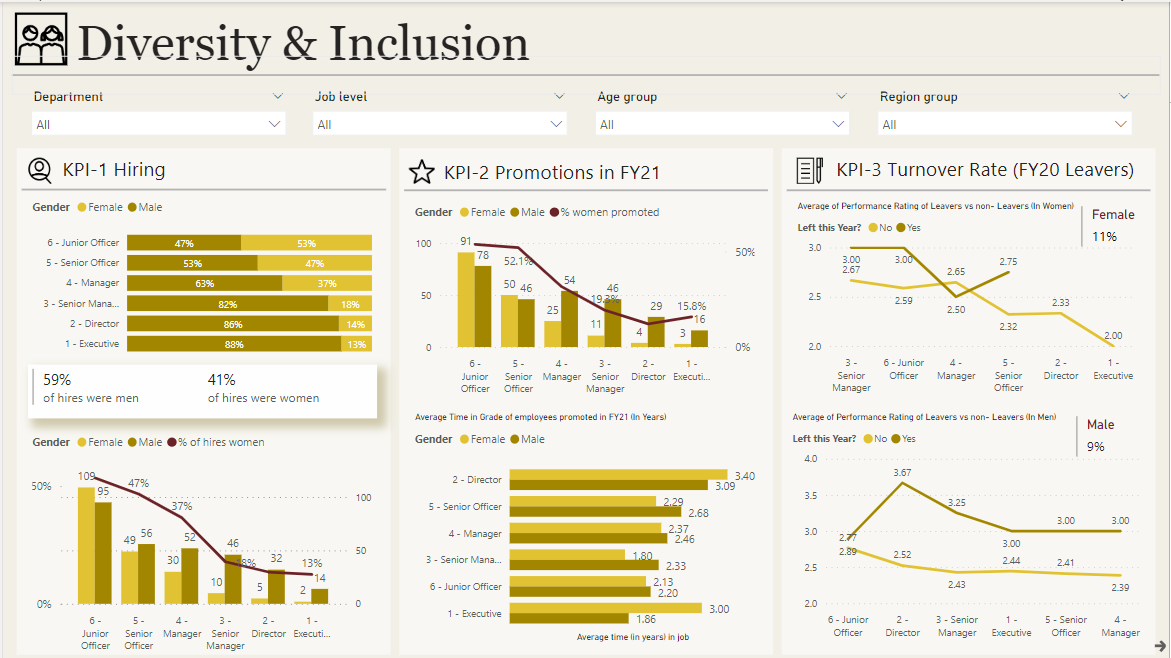 Diversity & Inclusion
Department
All
Job level
All
Age group
All
Region group
All
KPI-1 Hiring
Gender Female Male
6 - Junior Officer 47% 53%
5 - Senior Officer 53% 47%
4 - Manager 63% 37%
3 - Senior Mana... 82% 18%
2 - Director 86% 14%
1 - Executive 88% 13%
59% 41%
of hires were men of hires were women
Gender Female Male % of hires women
50%
0%
100
50
0
109 95
49 56 47%
30 52 37%
10 46 8%
5 32
2 14 13%
6 - Junior Officer
5 - Senior Officer
4 - Manager
3 - Senior Manager
2 - Director
1 - Executi...
KPI-2 Promotions in FY21
Gender Female Male % women promoted
100
50
0
50%
0%
91 78
50 46 52.1%
25 54
11 46 19.3%
4 29
3 16 15.8%
6 - Junior Officer
5 - Senior Officer
4 - Manager
3 - Senior Manager
2 - Director
1 - Executi...
Average Time in Grade of employees promoted in FY21 (In Years)
Gender Female Male
2 - Director 3.40 3.09
5 - Senior Officer 2.29 2.68
4 - Manager 2.37 2.46
3 - Senior Mana... 1.80 2.33
6 - Junior Officer 2.13 2.20
1 - Executive 3.00 1.86
Average time (in years) in job
KPI-3 Turnover Rate (FY20 Leavers)
Average of Performance Rating of Leavers vs non- Leavers (In Women)
Left this Year? No Yes
Female
11%
3.0
2.5
2.0
3.00
2.67
3.00
2.59
2.65
2.50
2.75
2.32
2.33
2.00
3 - Senior Manager
6 - Junior Officer
4 - Manager
5 - Senior Officer
2 - Director
1 - Executive
Average of Performance Rating of Leavers vs non- Leavers (In Men)
Left this Year? No Yes
Male
9%
4.0
3.5
3.0
2.5
2.0
2.77
2.89
3.67
2.52
3.25
2.43
3.00
2.44
3.00
2.41
3.00
2.39
6 - Junior Officer
2 - Director
3 - Senior Manager
1 - Executive
5 - Senior Officer
4 - Manager